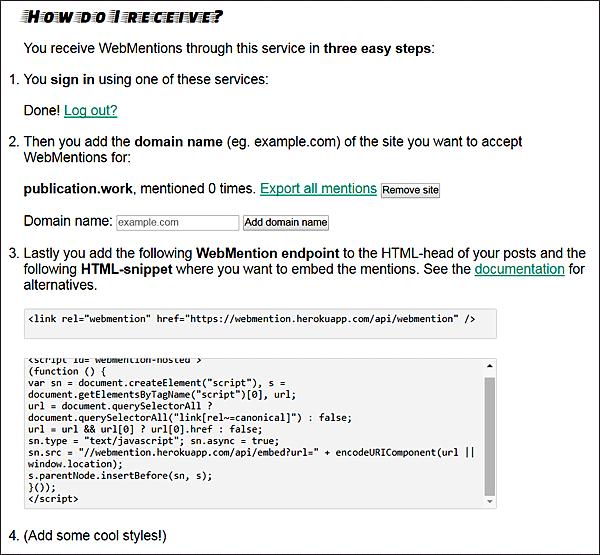 HOW DO I RECEIVE?
You receive WebMentions through this service in three easy steps:
1. You sign in using one of these services:
Done! Log out?
2. Then you add the domain name (eg. example.com) of the site you want to accept
WebMentions for:
publication.work, mentioned 0 times. Export all mentions Remove site
Domain name: example.com Add domain name
3. Lastly you add the following WebMention endpoint to the HTML-head of your posts and the
following HTML-snippet where you want to embed the mentions. See the documentation for
alternatives.
<link rel="webmention" href="https://webmention.herokuapp.com/api/webmention" />
<script id="webmention-hosted">
(function () {
var sn = document.createElement("script"), s =
document.getElementsByTagName("script")[0], url;
url = document.querySelectorAll ?
document.querySelectorAll("link[rel~=canonical]") : false;
url = url && url[0] ? url[0].href : false;
sn.type = "text/javascript"; sn.async = true;
sn.src = "//webmention.herokuapp.com/api/embed?url=" + encodeURIComponent(url ||
window.location);
s.parentNode.insertBefore(sn, s);
}());
</script>
4. (Add some cool styles!)